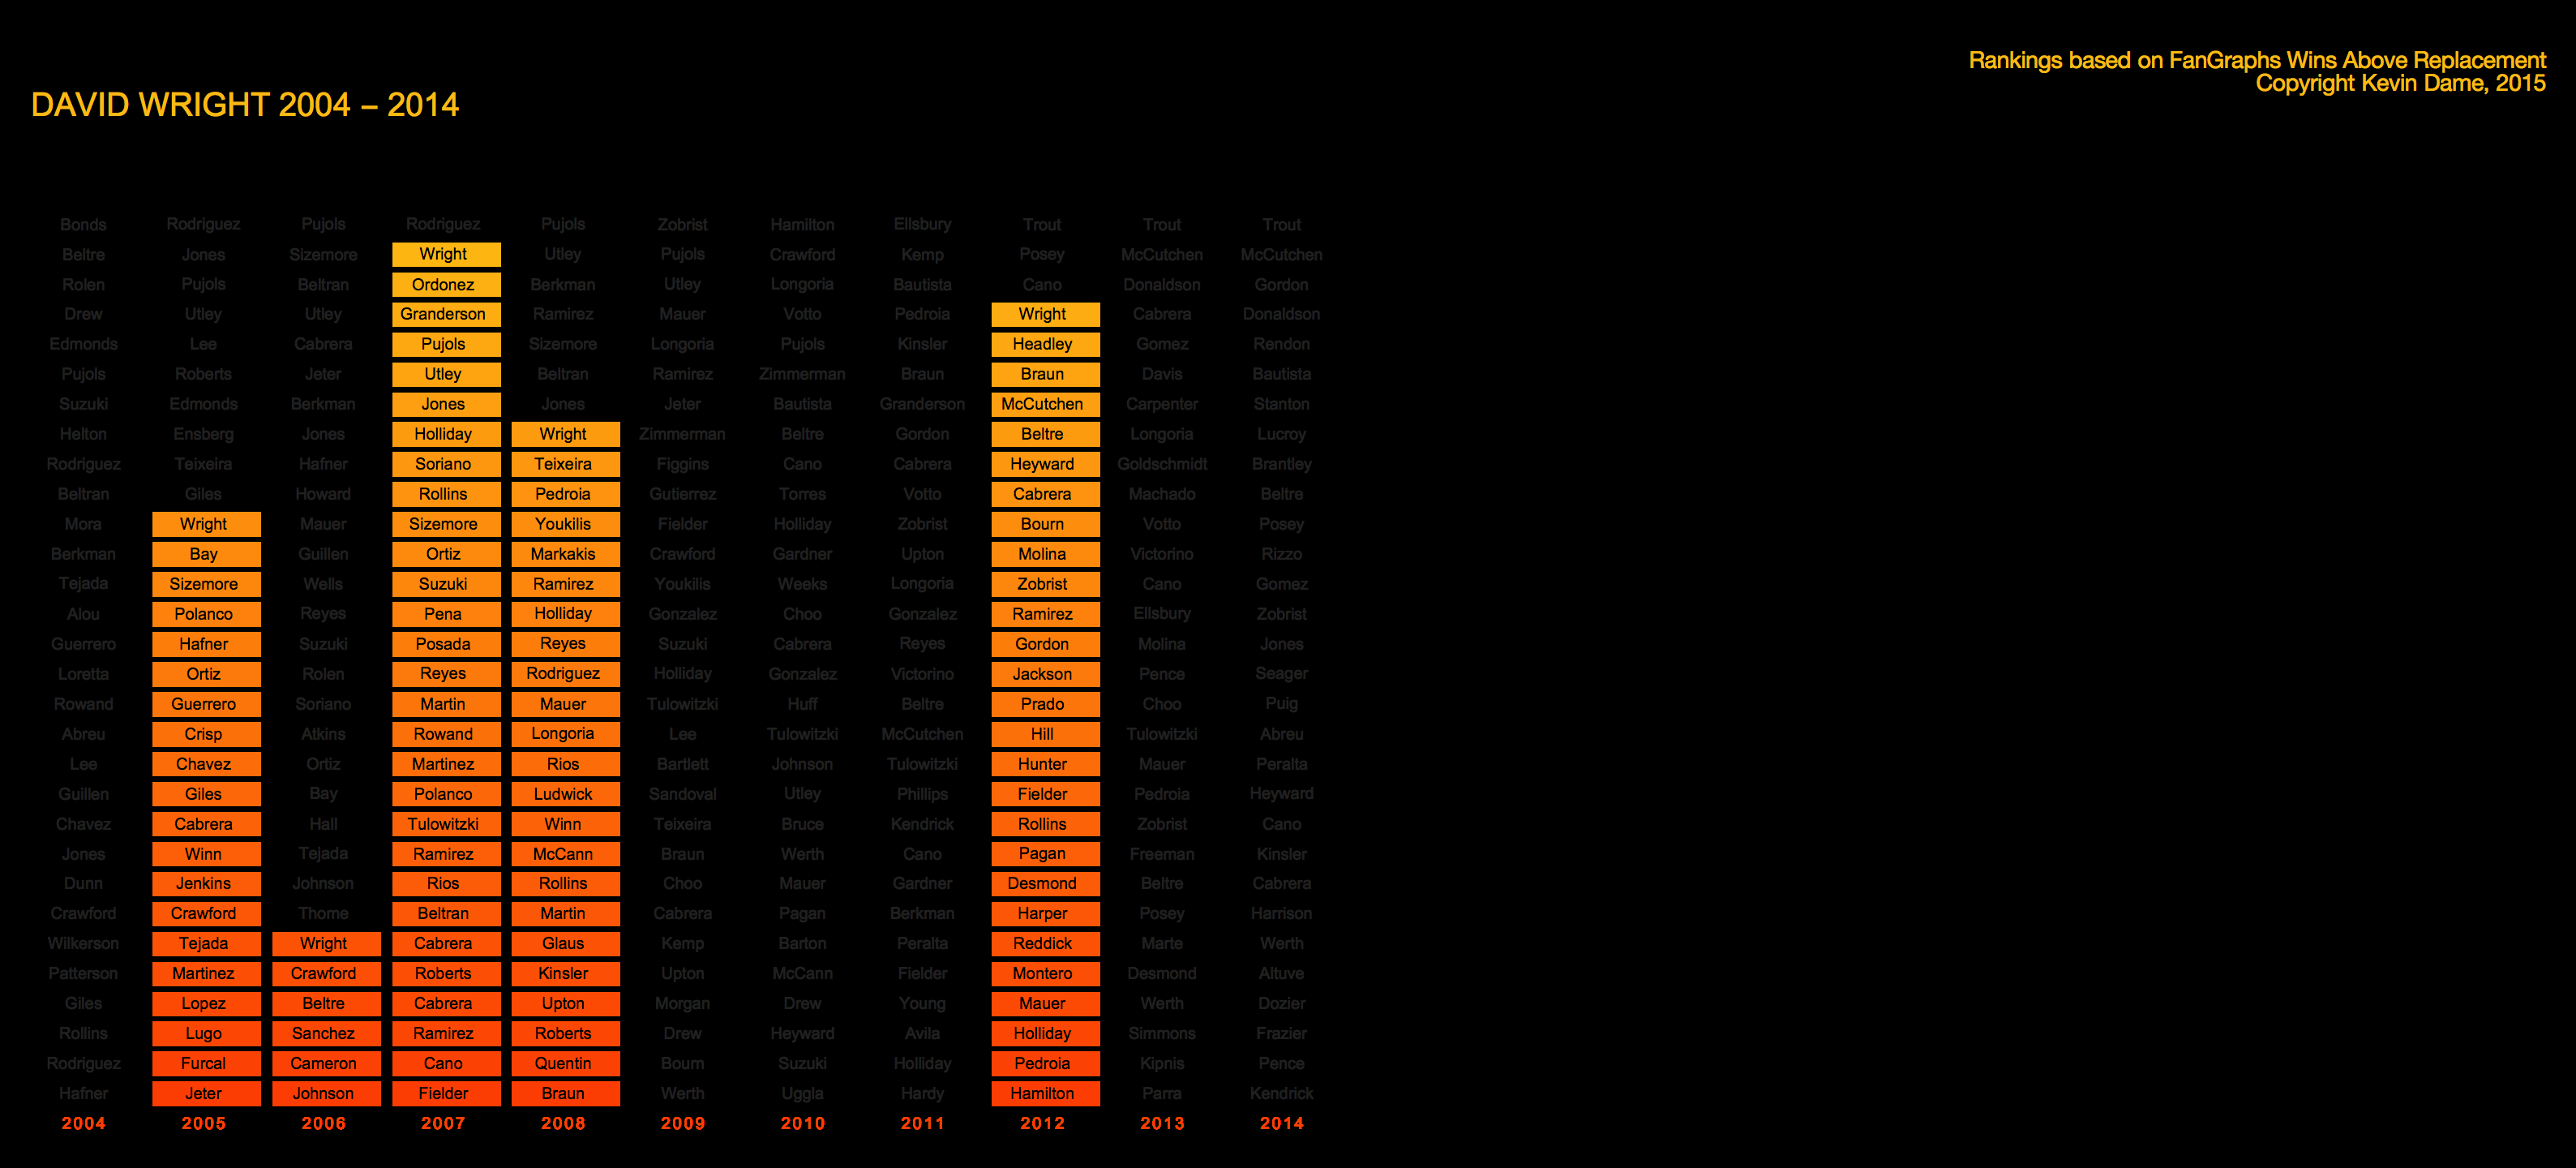 Rankings based on FanGraphs Wins Above Replacement
Copyright Kevin Dame, 2015
DAVID WRIGHT 2004 – 2014
Bonds Rodriguez Pujols Rodriguez Pujols Zobrist Hamilton Ellsbury Trout Trout Trout
Beltre Jones Sizemore Wright Utley Pujols Crawford Kemp Posey McCutchen McCutchen
Rolen Pujols Beltran Ordonez Berkman Utley Longoria Bautista Cano Donaldson Gordon
Drew Utley Utley Granderson Ramirez Mauer Votto Pedroia Wright Cabrera Donaldson
Edmonds Lee Cabrera Pujols Sizemore Longoria Pujols Kinsler Headley Gomez Rendon
Pujols Roberts Jeter Utley Beltran Ramirez Zimmerman Braun Braun Davis Bautista
Suzuki Edmonds Berkman Jones Jones Jeter Bautista Granderson McCutchen Carpenter Stanton
Helton Ensberg Jones Holliday Wright Zimmerman Beltre Gordon Beltre Longoria Lucroy
Rodriguez Teixeira Hafner Soriano Teixeira Figgins Cano Cabrera Heyward Goldschmidt Brantley
Beltran Giles Howard Rollins Pedroia Gutierrez Torres Votto Cabrera Machado Beltre
Mora Wright Mauer Sizemore Youkilis Fielder Holliday Zobrist Bourn Votto Posey
Berkman Bay Guillen Ortiz Markakis Crawford Gardner Upton Molina Victorino Rizzo
Tejada Sizemore Wells Suzuki Ramirez Youkilis Weeks Longoria Zobrist Cano Gomez
Alou Polanco Reyes Pena Holliday Gonzalez Choo Gonzalez Ramirez Ellsbury Zobrist
Guerrero Hafner Suzuki Posada Reyes Suzuki Cabrera Reyes Gordon Molina Jones
Loretta Ortiz Rolen Reyes Rodriguez Holliday Gonzalez Victorino Jackson Pence Seager
Rowand Guerrero Soriano Martin Mauer Tulowitzki Huff Beltre Prado Choo Puig
Abreu Crisp Atkins Rowand Longoria Lee Tulowitzki McCutchen Hill Tulowitzki Abreu
Lee Chavez Ortiz Martinez Rios Bartlett Johnson Tulowitzki Hunter Mauer Peralta
Guillen Giles Bay Polanco Ludwick Sandoval Utley Phillips Fielder Pedroia Heyward
Chavez Cabrera Hall Tulowitzki Winn Teixeira Bruce Kendrick Rollins Zobrist Cano
Jones Winn Tejada Ramirez McCann Braun Werth Cano Pagan Freeman Kinsler
Dunn Jenkins Johnson Rios Rollins Choo Mauer Gardner Desmond Beltre Cabrera
Crawford Crawford Thome Beltran Martin Cabrera Pagan Berkman Harper Posey Harrison
Wilkerson Tejada Wright Cabrera Glaus Kemp Barton Peralta Reddick Marte Werth
Patterson Martinez Crawford Roberts Kinsler Upton McCann Fielder Montero Desmond Altuve
Giles Lopez Beltre Cabrera Upton Morgan Drew Young Mauer Werth Dozier
Rollins Lugo Sanchez Ramirez Roberts Drew Heyward Avila Holliday Simmons Frazier
Rodriguez Furcal Cameron Cano Quentin Bourn Suzuki Holliday Pedroia Kipnis Pence
Hafner Jeter Johnson Fielder Braun Werth Uggla Hardy Hamilton Parra Kendrick
2004 2005 2006 2007 2008 2009 2010 2011 2012 2013 2014